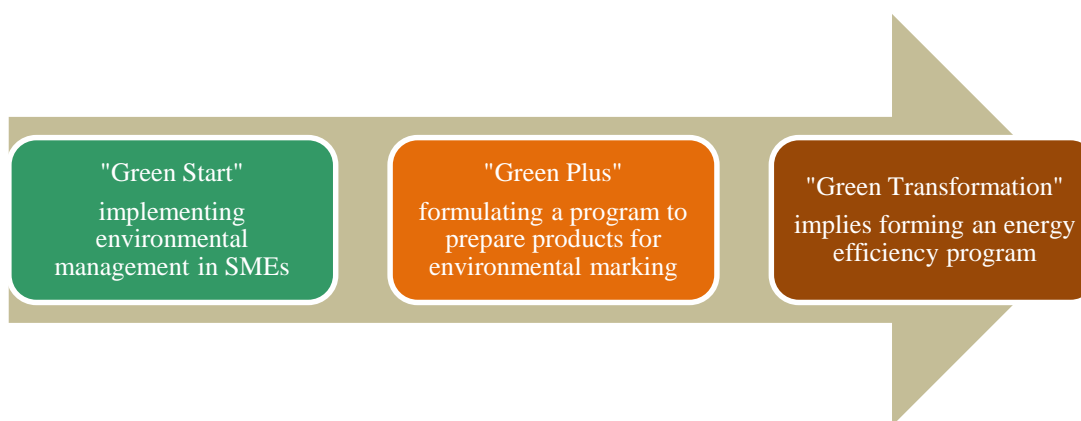 "Green Start"
implementing
environmental
management in SMEs
"Green Plus"
formulating a program to
prepare products for
environmental marking
"Green Transformation"
implies forming an energy
efficiency program